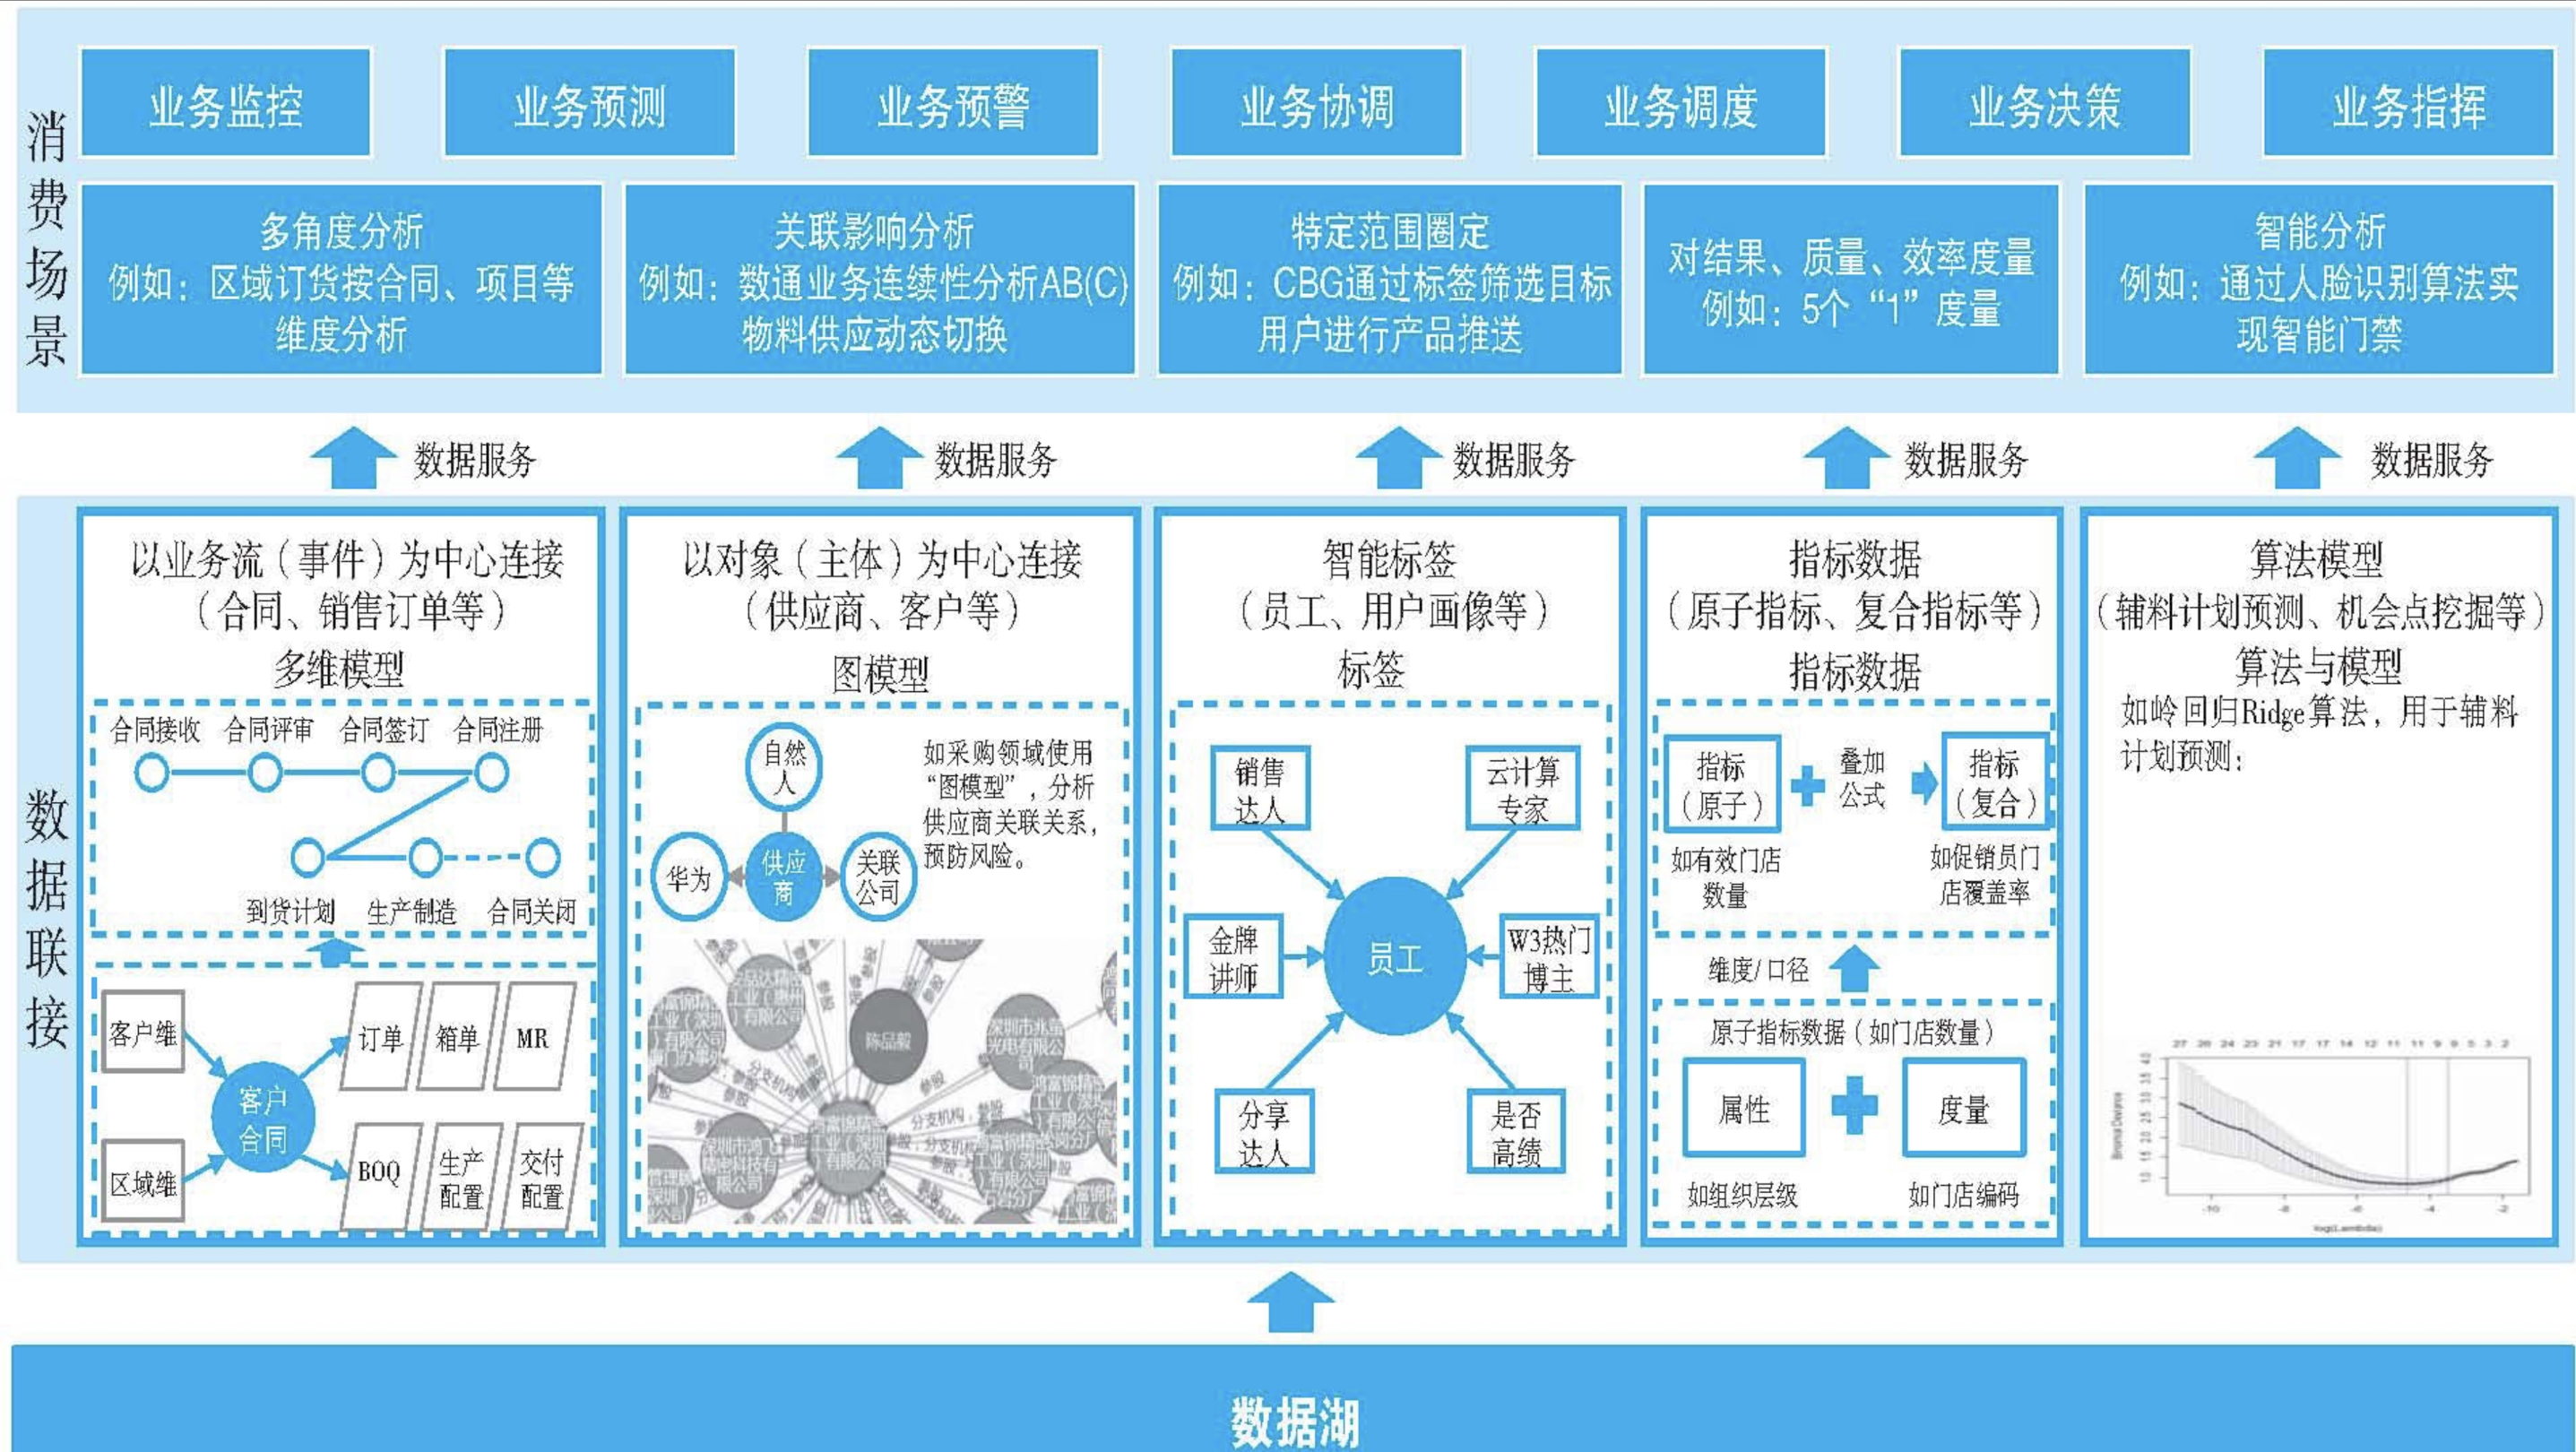 消费场景
业务监控
业务预测
业务预警
业务协调
业务调度
业务决策
业务指挥
多角度分析
例如：区域订货按合同、项目等
维度分析
关联影响分析
例如：数通业务连续性分析AB(C)
物料供应动态切换
特定范围圈定
例如：CBG通过标签筛选目标
用户进行产品推送
对结果、质量、效率度量
例如：5个“1”度量
智能分析
例如：通过人脸识别算法实
现智能门禁
数据服务
数据服务
数据服务
数据服务
数据服务
数据联接
以业务流（事件）为中心连接
（合同、销售订单等）
多维模型
合同接收
合同评审
合同签订
合同注册
到货计划
生产制造
合同关闭
客户维
区域维
客户
合同
订单
箱单
MR
BOQ
生产
配置
交付
配置
以对象（主体）为中心连接
（供应商、客户等）
图模型
自然
人
华为
供应
商
关联
公司
如采购领域使用
“图模型”，分析
供应商关联关系，
预防风险。
陈品毅
参股
分支机构
智能标签
（员工、用户画像等）
标签
销售
达人
云计算
专家
金牌
讲师
员工
W3热门
博主
分享
达人
是否
高绩
指标数据
（原子指标、复合指标等）
指标数据
指标
（原子）
叠加
公式
指标
（复合）
如有效门店
数量
如促销员门
店覆盖率
维度/口径
原子指标数据（如门店数量）
属性
度量
如组织层级
如门店编码
算法模型
（辅料计划预测、机会点挖掘等）
算法与模型
如岭回归Ridge算法，用于辅料
计划预测：
数据湖